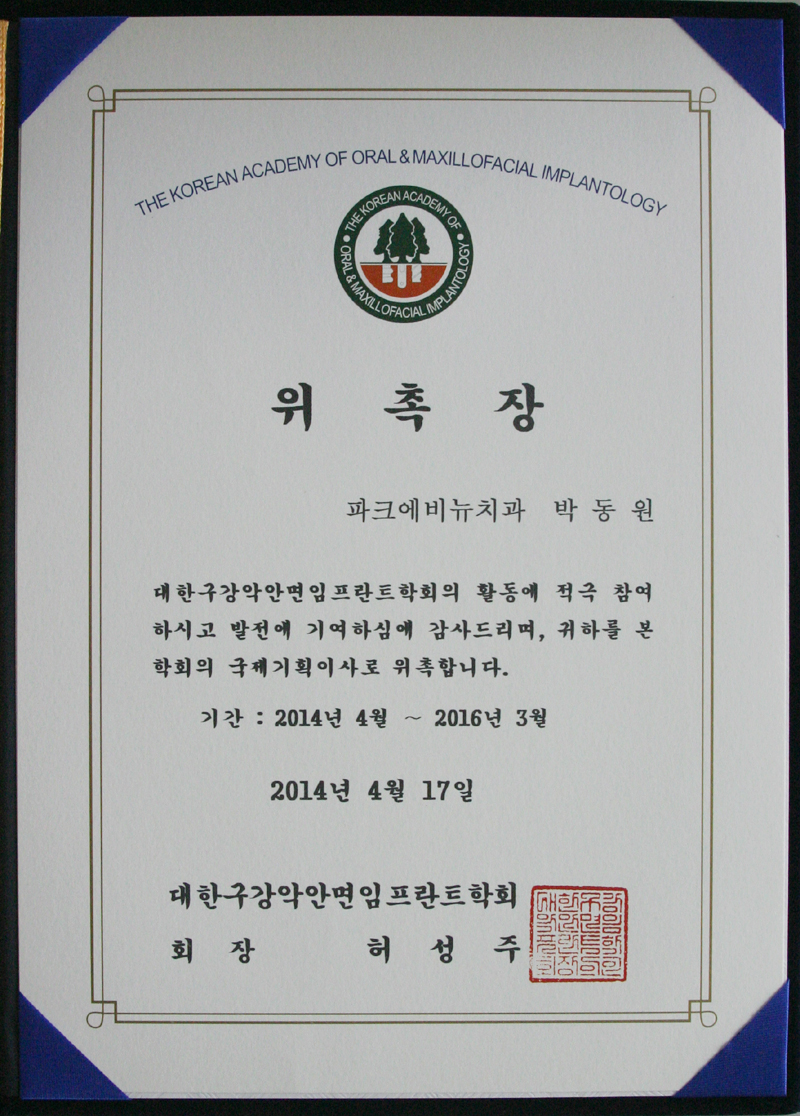 THE KOREAN ACADEMY OF ORAL & MAXILLOFACIAL IMPLANTOLOGY
THE KOREAN ACADEMY OF
ORAL & MAXILLOFACIAL IMPLANTOLOGY
위 촉 장
파크에비뉴치과 박 동 원
대한구강악안면임프란트학회의 활동에 적극 참여
하시고 발전에 기여하심에 감사드리며, 귀하를 본
학회의 국제기획이사로 위촉합니다.
기간 : 2014년 4월 ~ 2016년 3월
2014년 4월 17일
대한구강악안면임프란트학회
회 장 허 성 주